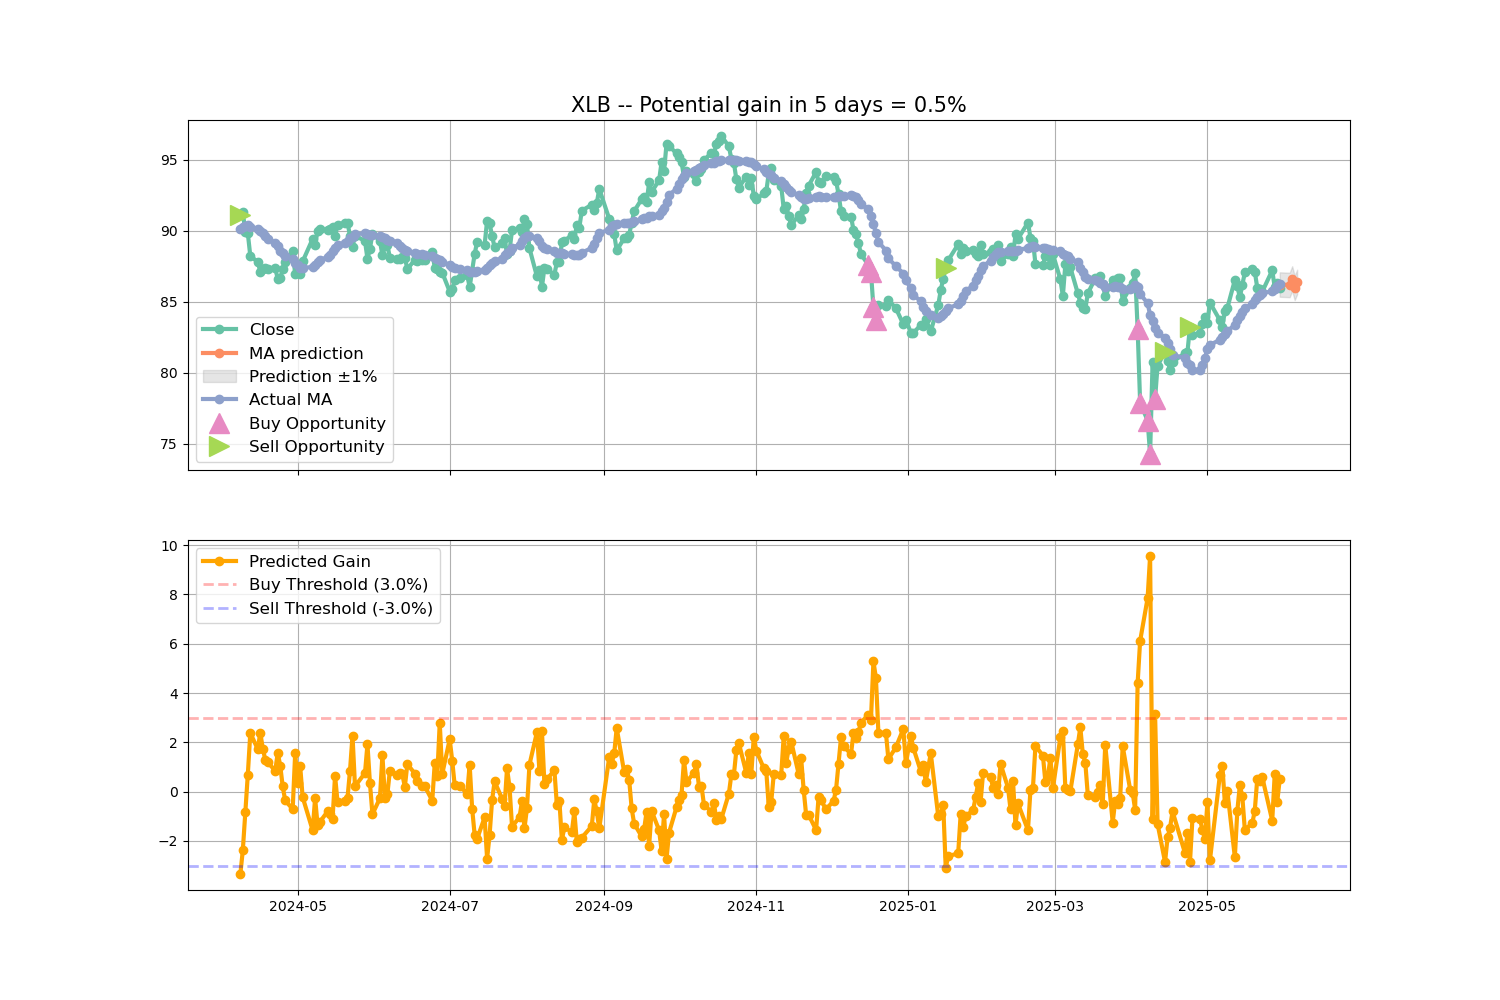 XLB -- Potential gain in 5 days = 0.5%
95
90
85
80
75
Close
MA prediction
Prediction ±1%
Actual MA
Buy Opportunity
Sell Opportunity
10
8
6
4
2
0
−2
Predicted Gain
Buy Threshold (3.0%)
Sell Threshold (-3.0%)
2024-05
2024-07
2024-09
2024-11
2025-01
2025-03
2025-05